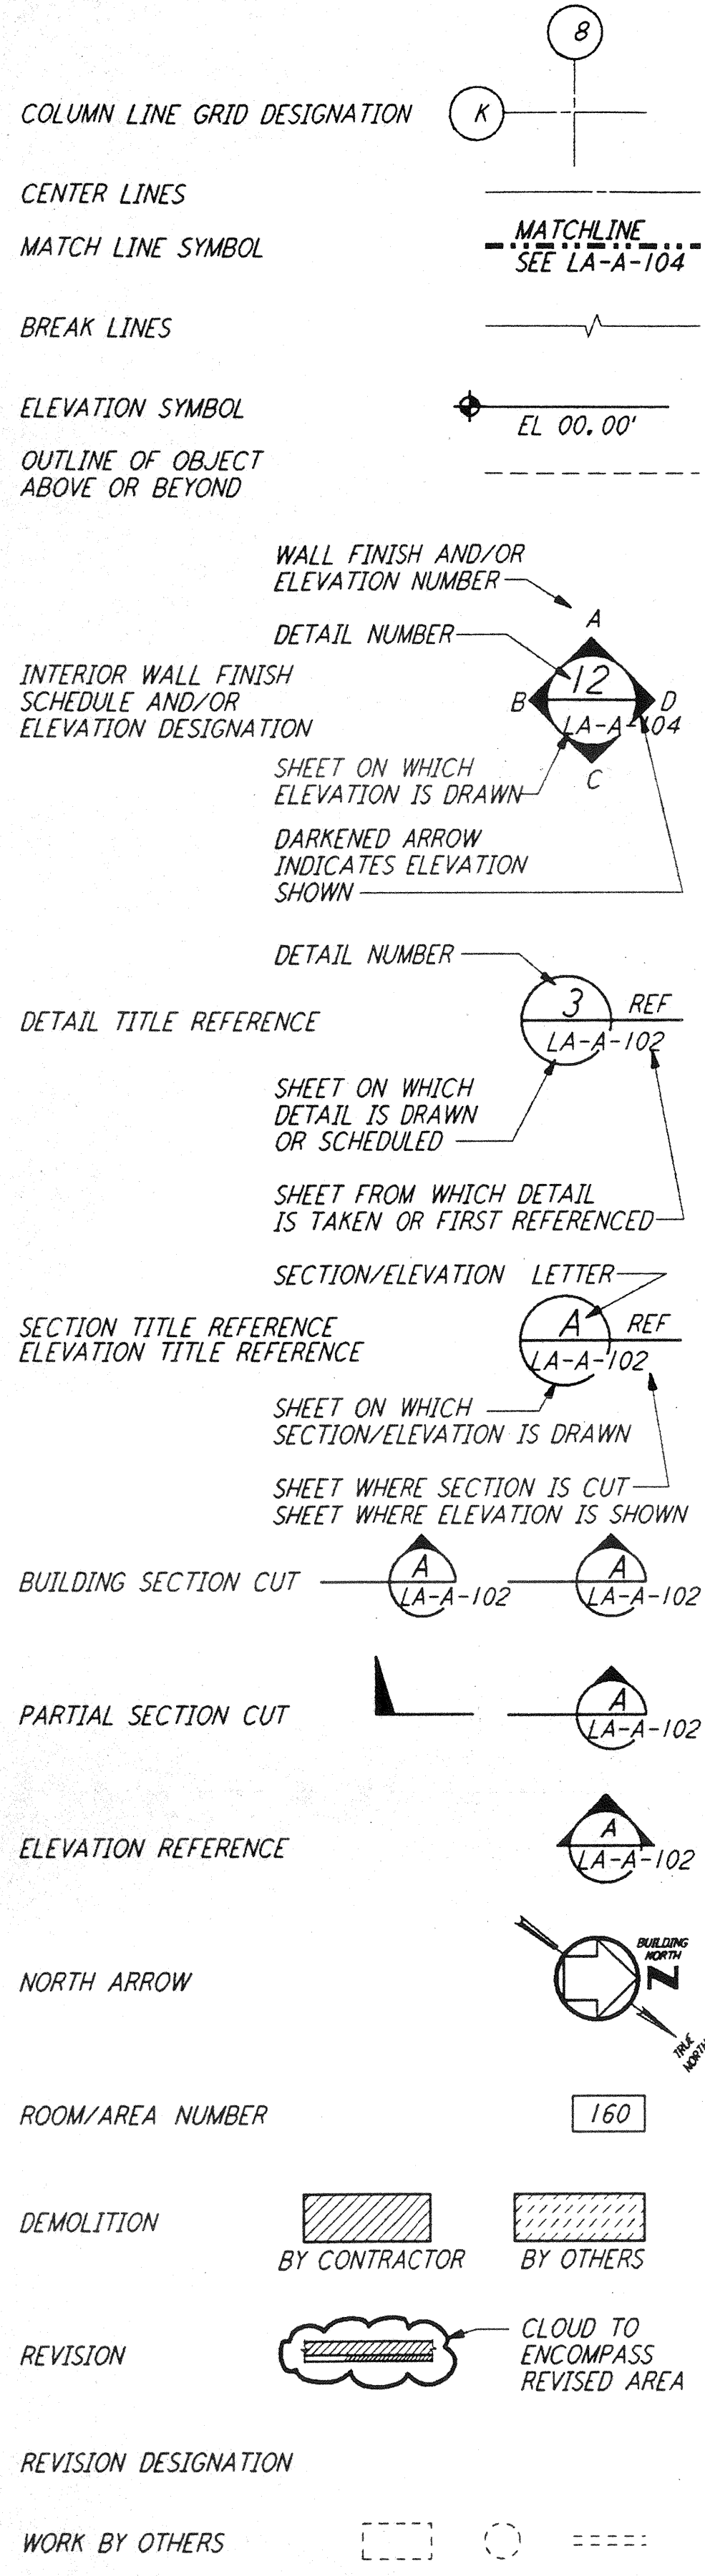 8
COLUMN LINE GRID DESIGNATION
K
CENTER LINES
MATCHLINE
MATCH LINE SYMBOL
SEE LA-A-104
BREAK LINES
ELEVATION SYMBOL
EL 00.00'
OUTLINE OF OBJECT
ABOVE OR BEYOND
WALL FINISH AND/OR
ELEVATION NUMBER
A
DETAIL NUMBER
INTERIOR WALL FINISH
SCHEDULE AND/OR
ELEVATION DESIGNATION
12
B
D
LA-A-104
C
SHEET ON WHICH
ELEVATION IS DRAWN
DARKENED ARROW
INDICATES ELEVATION
SHOWN
DETAIL NUMBER
DETAIL TITLE REFERENCE
3
REF
LA-A-102
SHEET ON WHICH
DETAIL IS DRAWN
OR SCHEDULED
SHEET FROM WHICH DETAIL
IS TAKEN OR FIRST REFERENCED
SECTION/ELEVATION LETTER
SECTION TITLE REFERENCE
ELEVATION TITLE REFERENCE
A
REF
LA-A-102
SHEET ON WHICH
SECTION/ELEVATION IS DRAWN
SHEET WHERE SECTION IS CUT
SHEET WHERE ELEVATION IS SHOWN
BUILDING SECTION CUT
A
LA-A-102
A
LA-A-102
PARTIAL SECTION CUT
A
LA-A-102
ELEVATION REFERENCE
A
LA-A-102
NORTH ARROW
BUILDING
NORTH
N
TRUE
NORTH
ROOM/AREA NUMBER
160
DEMOLITION
BY CONTRACTOR
BY OTHERS
REVISION
CLOUD TO
ENCOMPASS
REVISED AREA
REVISION DESIGNATION
WORK BY OTHERS